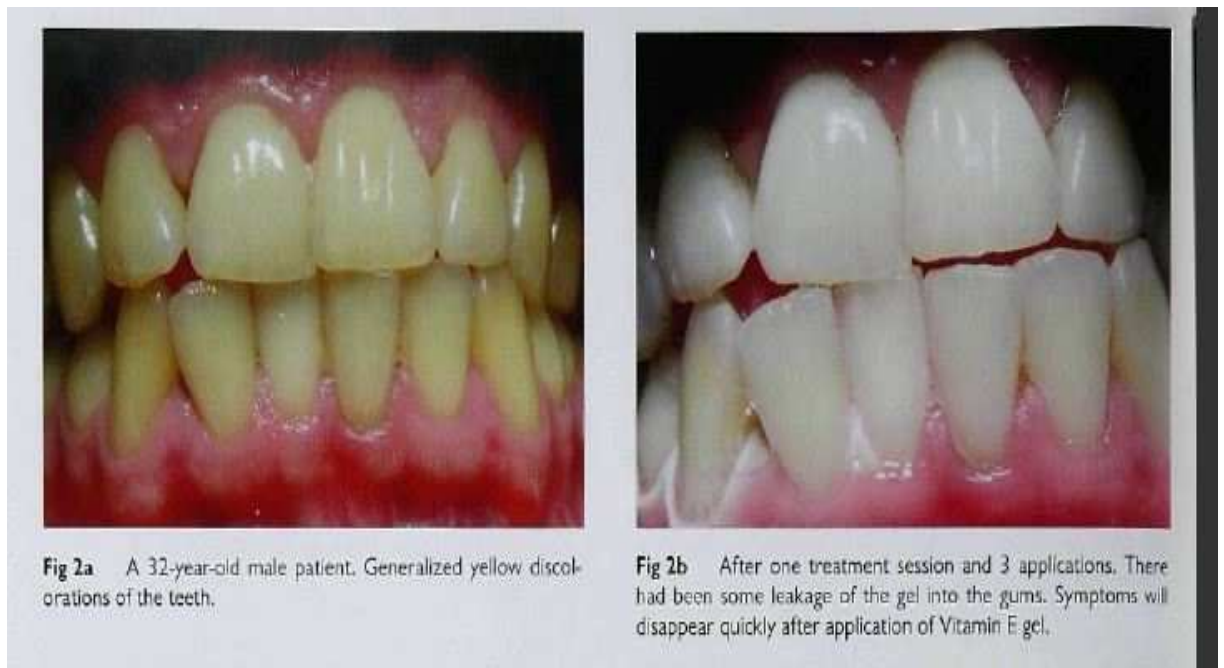 Fig 2a A 32-year-old male patient. Generalized yellow discol-
orations of the teeth.
Fig 2b After one treatment session and 3 applications. There
had been some leakage of the gel into the gums. Symptoms will
disappear quickly after application of Vitamin E gel.